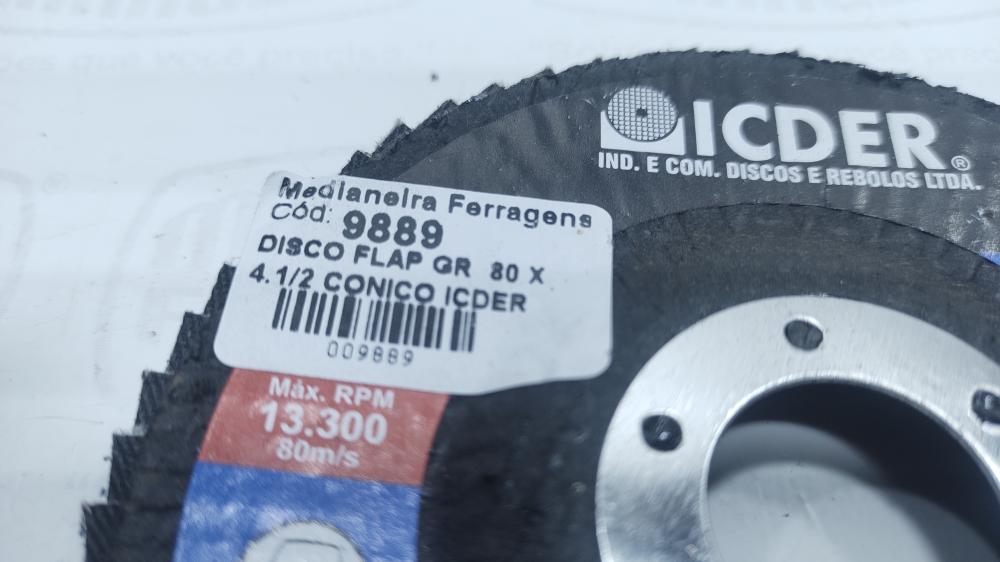 ICDER®
IND. E COM. DISCOS E REBOLOS LTDA.
Medianeira Ferragens
Cód: 9889
DISCO FLAP GR 80 X
4.1/2 CONICO ICDER
009889
Máx. RPM
13.300
80m/s